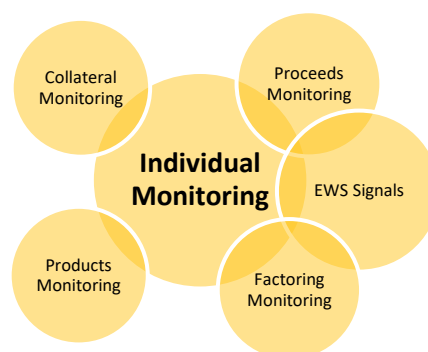 Collateral
Monitoring
Proceeds
Monitoring
Individual
Monitoring
EWS Signals
Products
Monitoring
Factoring
Monitoring